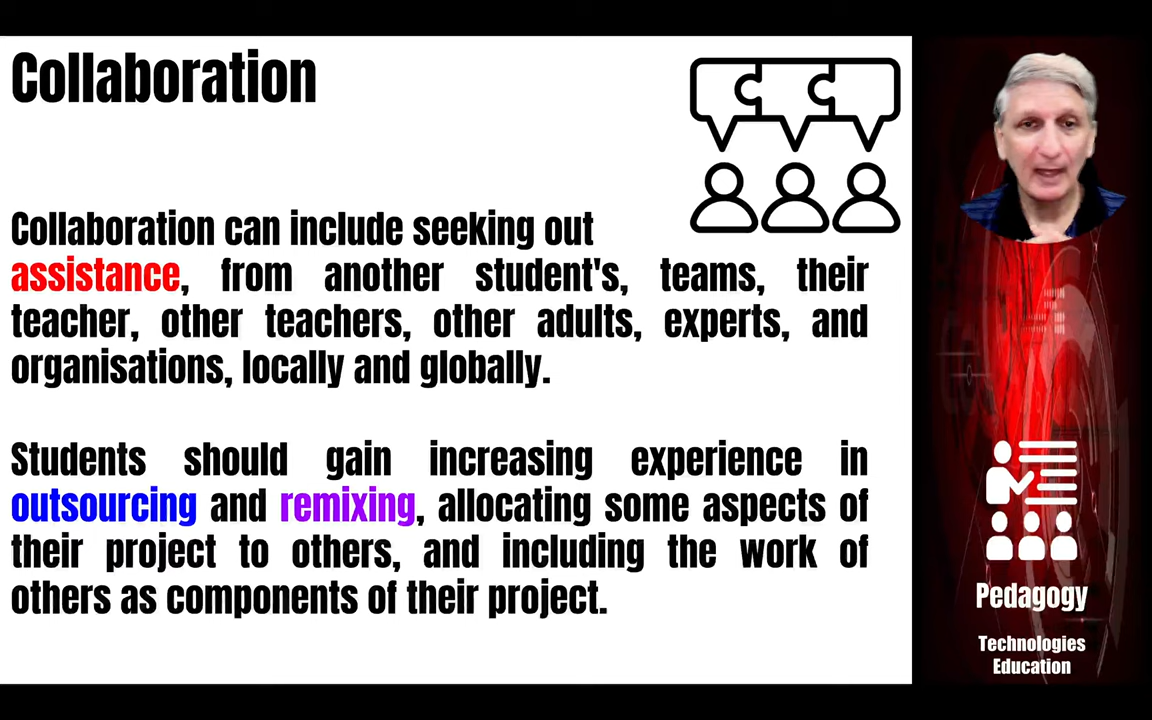 Collaboration
Collaboration can include seeking out
assistance, from another student's, teams, their
teacher, other teachers, other adults, experts, and
organisations, locally and globally.
Students should gain increasing experience in
outsourcing and remixing, allocating some aspects of
their project to others, and including the work of
others as components of their project.
Pedagogy
Technologies
Education